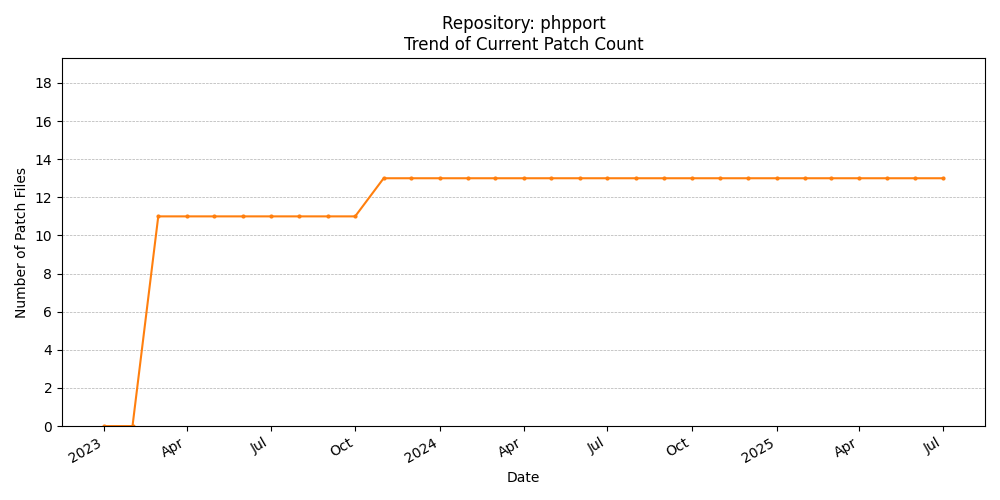 Repository: phpport
Trend of Current Patch Count
Number of Patch Files
18
16
14
12
10
8
6
4
2
0
2023
Apr
Jul
Oct
2024
Apr
Jul
Oct
2025
Apr
Jul
Date